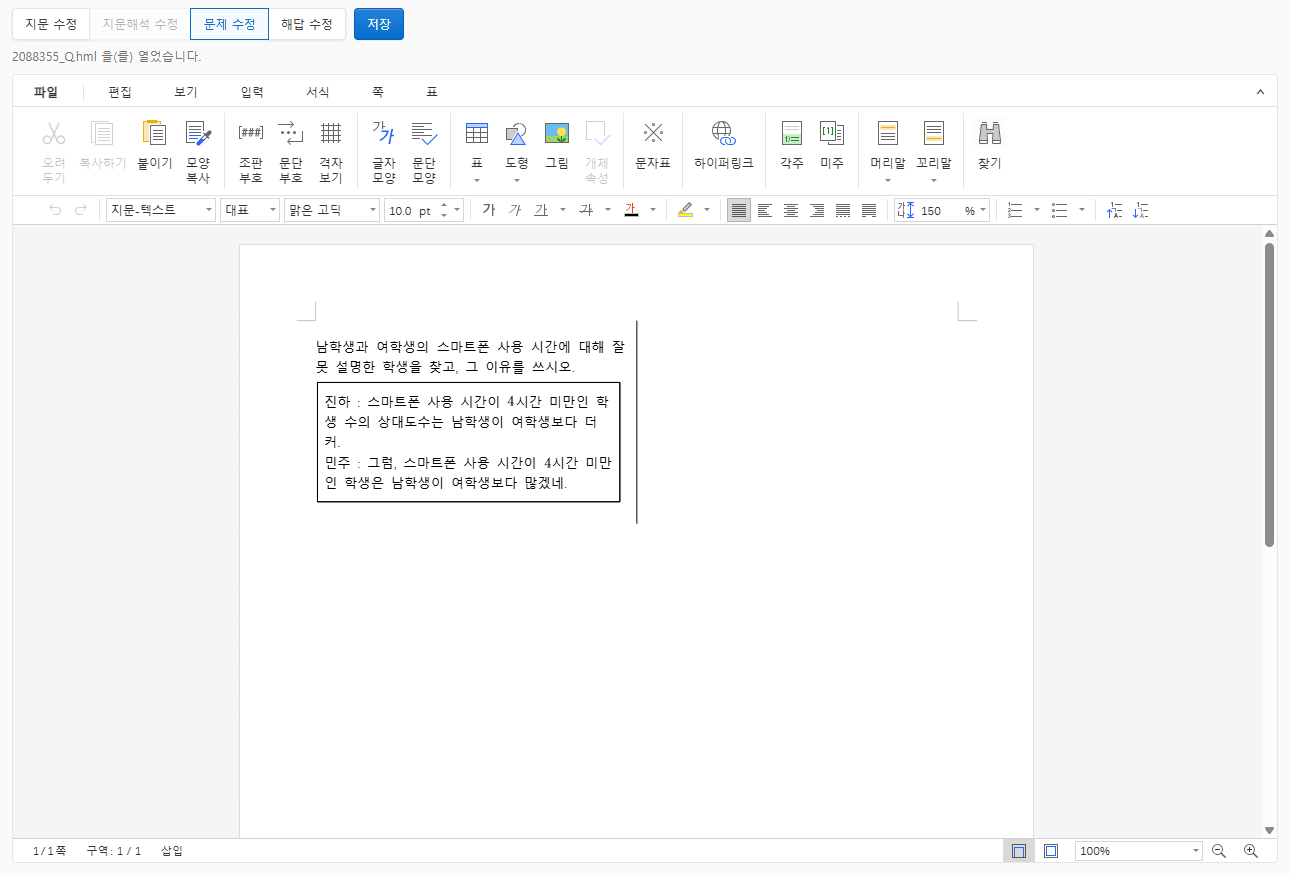 지문 수정 지문해석 수정 문제 수정 해답 수정 저장
2088355_Q.hml 을(를) 열었습니다.
파일 편집 보기 입력 서식 쪽 표
오려두기 복사하기 붙이기 모양 복사 조판 부호 문단 부호 격자 보기 글자 모양 문단 모양 표 도형 그림 개체 속성 문자표 하이퍼링크 각주 미주 머리말 꼬리말 찾기
지문-텍스트 대표 맑은 고딕 10.0 pt 가 가 가 가 가 150 %
남학생과 여학생의 스마트폰 사용 시간에 대해 잘
못 설명한 학생을 찾고, 그 이유를 쓰시오.
진하 : 스마트폰 사용 시간이 4시간 미만인 학
생 수의 상대도수는 남학생이 여학생보다 더
커.
민주 : 그럼, 스마트폰 사용 시간이 4시간 미만
인 학생은 남학생이 여학생보다 많겠네.
1/1쪽 구역: 1 / 1 삽입 100%